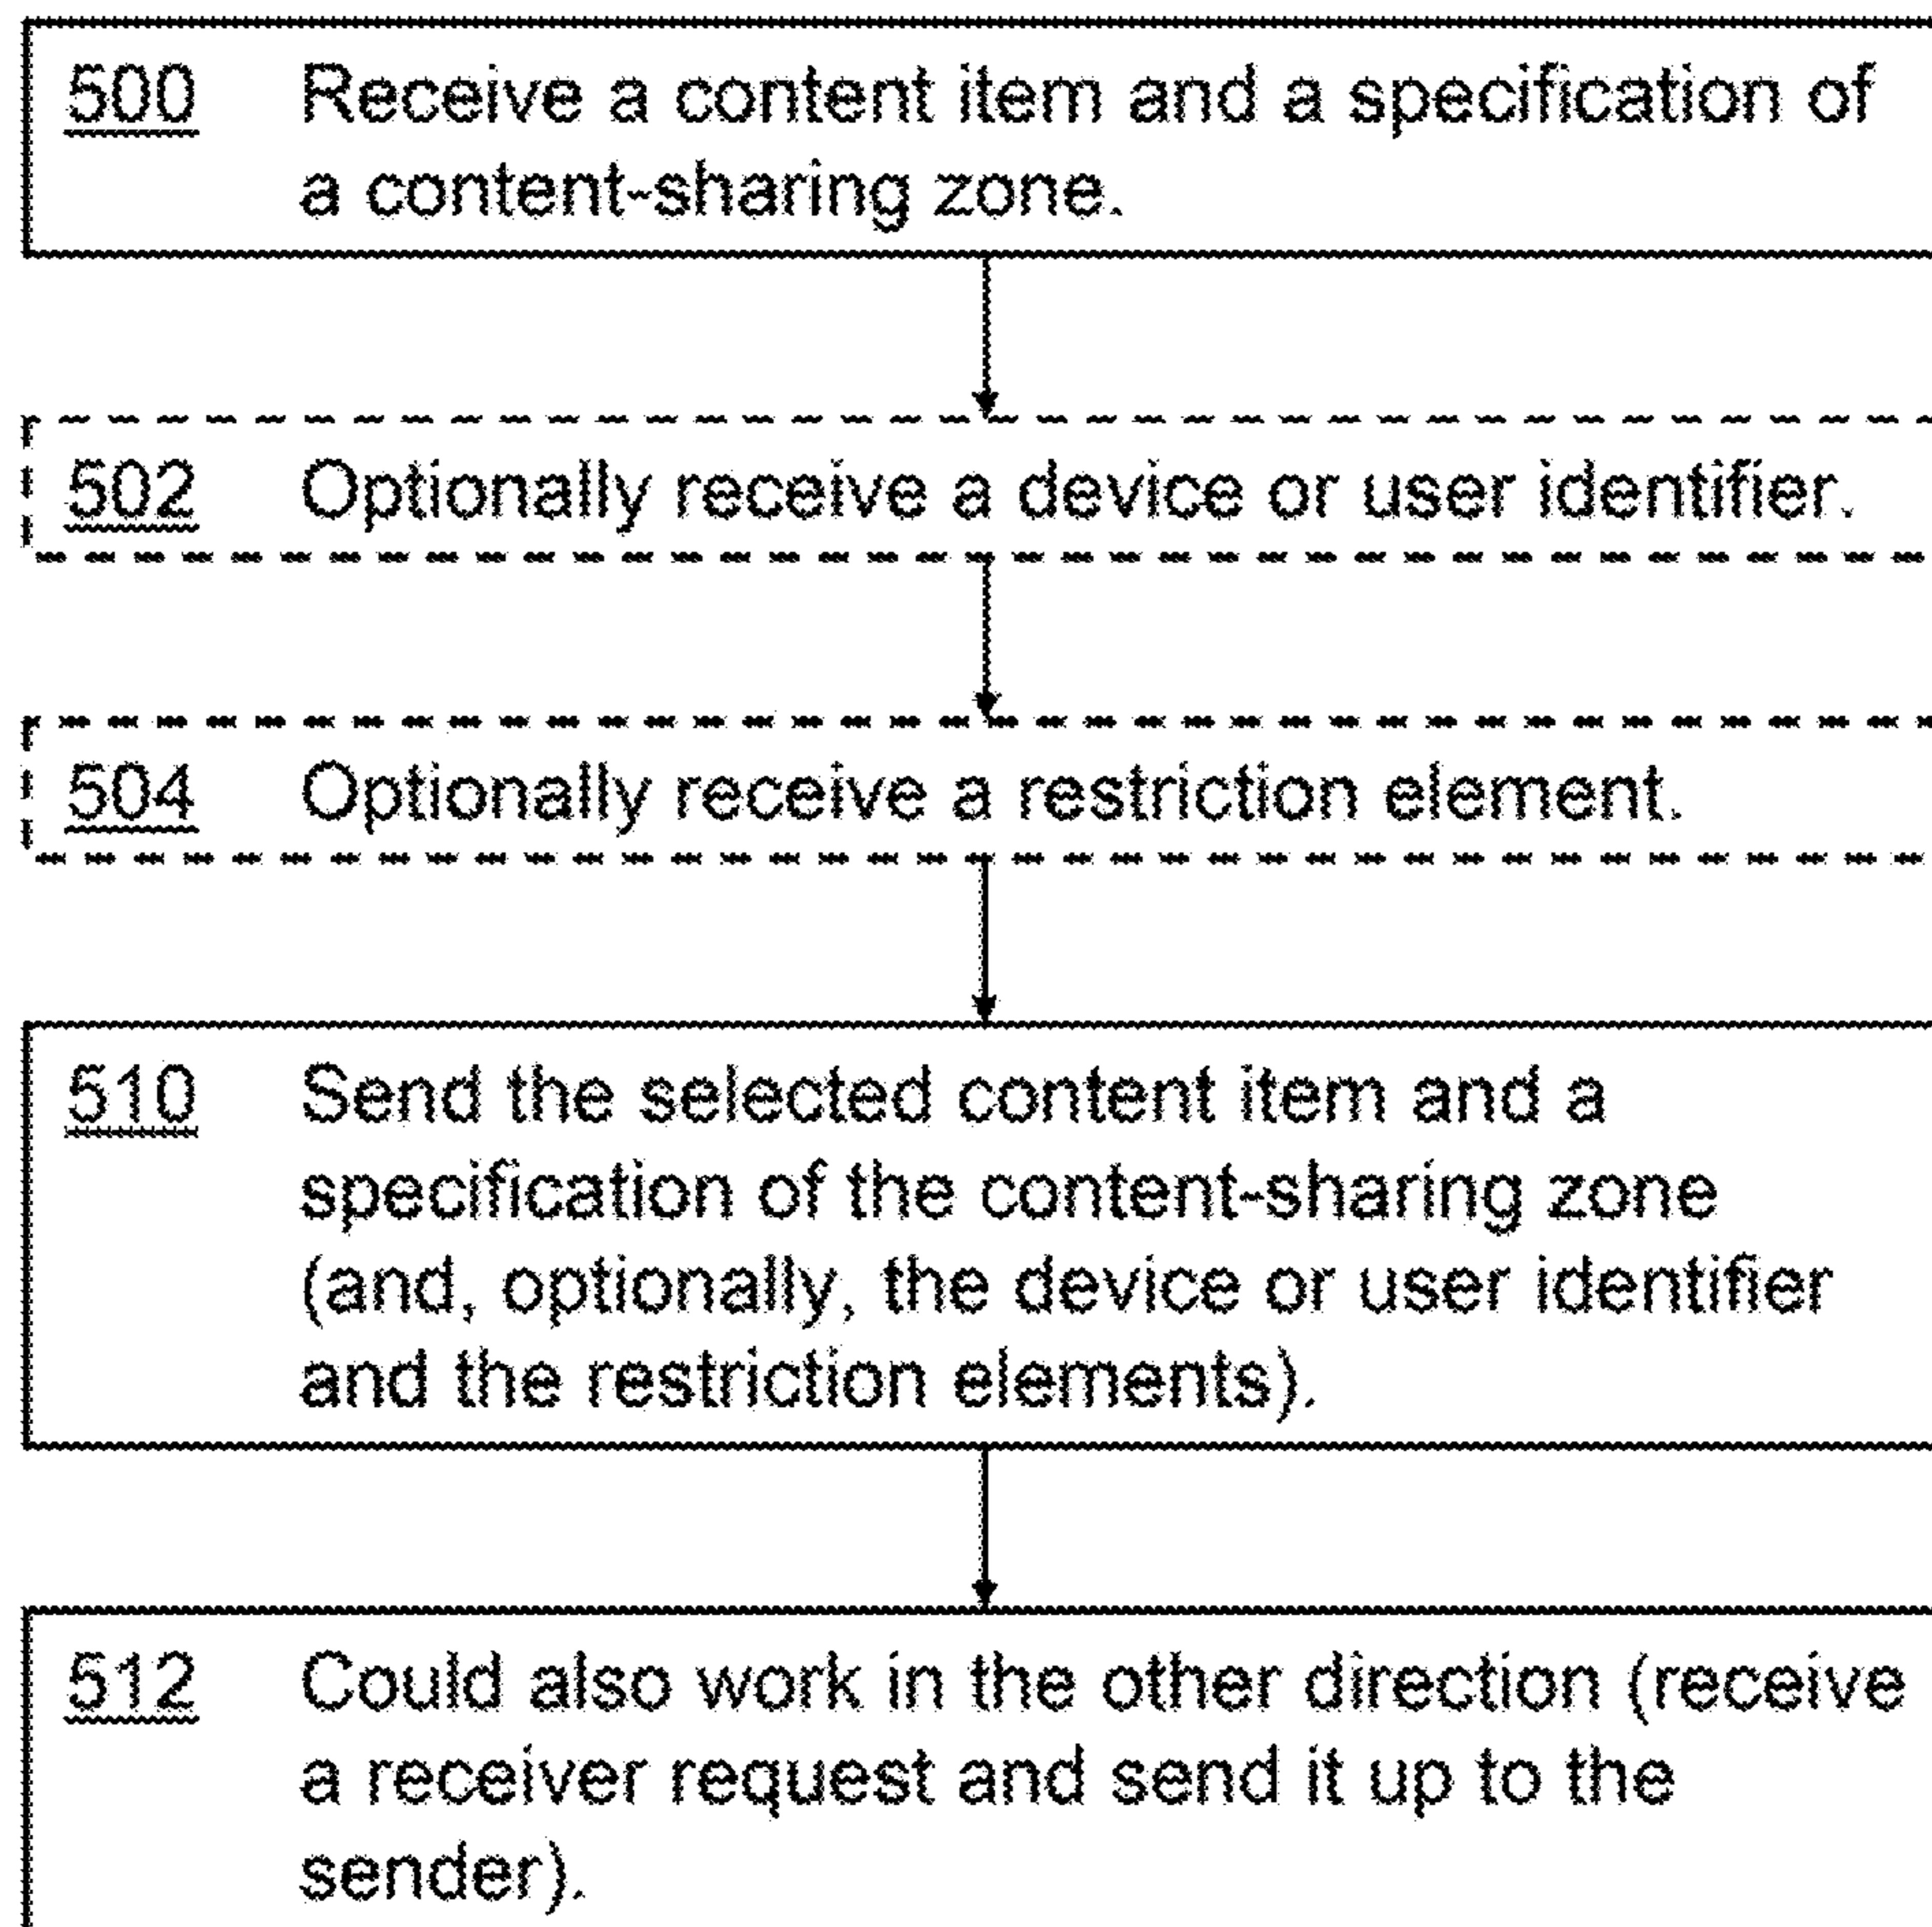 500 Receive a content item and a specification of
a content-sharing zone.
502 Optionally receive a device or user identifier.
504 Optionally receive a restriction element.
510 Send the selected content item and a
specification of the content-sharing zone
(and, optionally, the device or user identifier
and the restriction elements).
512 Could also work in the other direction (receive
a receiver request and send it up to the
sender).